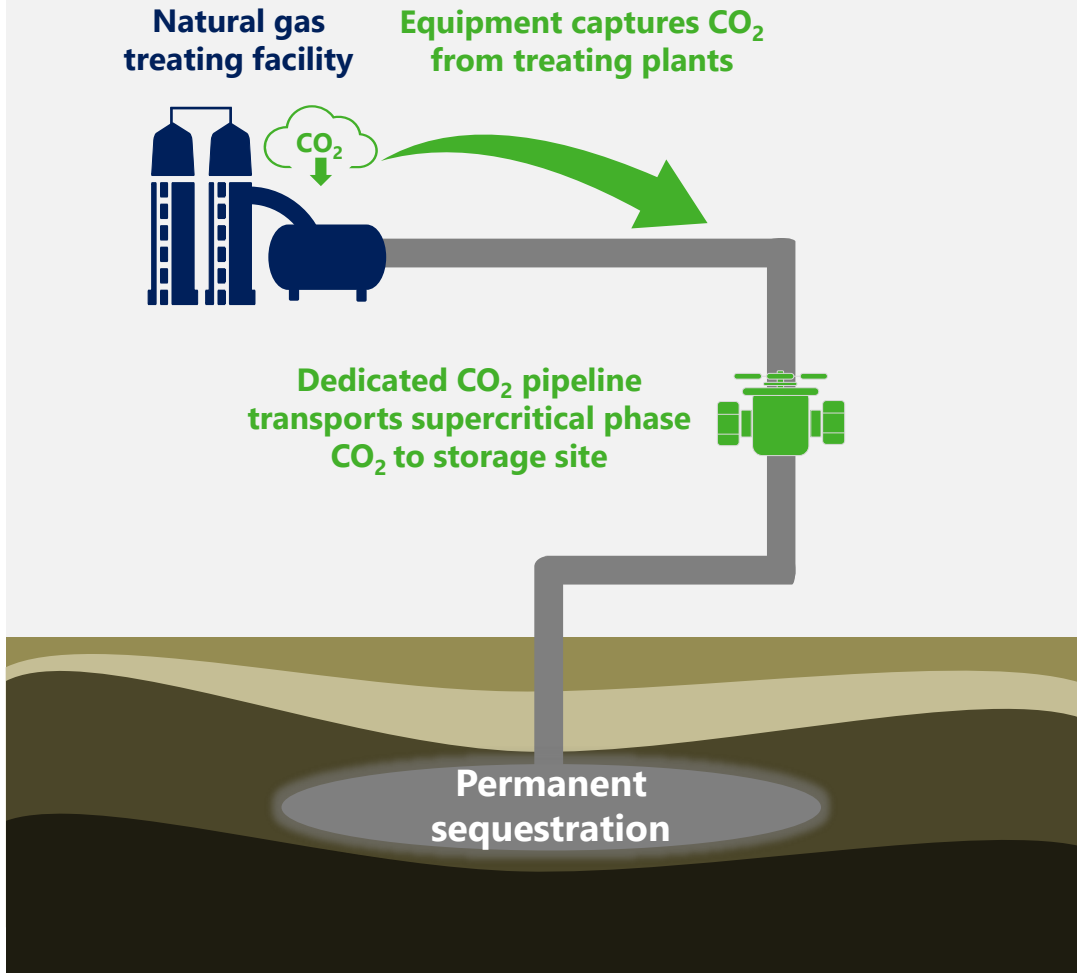 Natural gas
treating facility
Equipment captures CO₂
from treating plants
CO₂
Dedicated CO₂ pipeline
transports supercritical phase
CO₂ to storage site
Permanent
sequestration